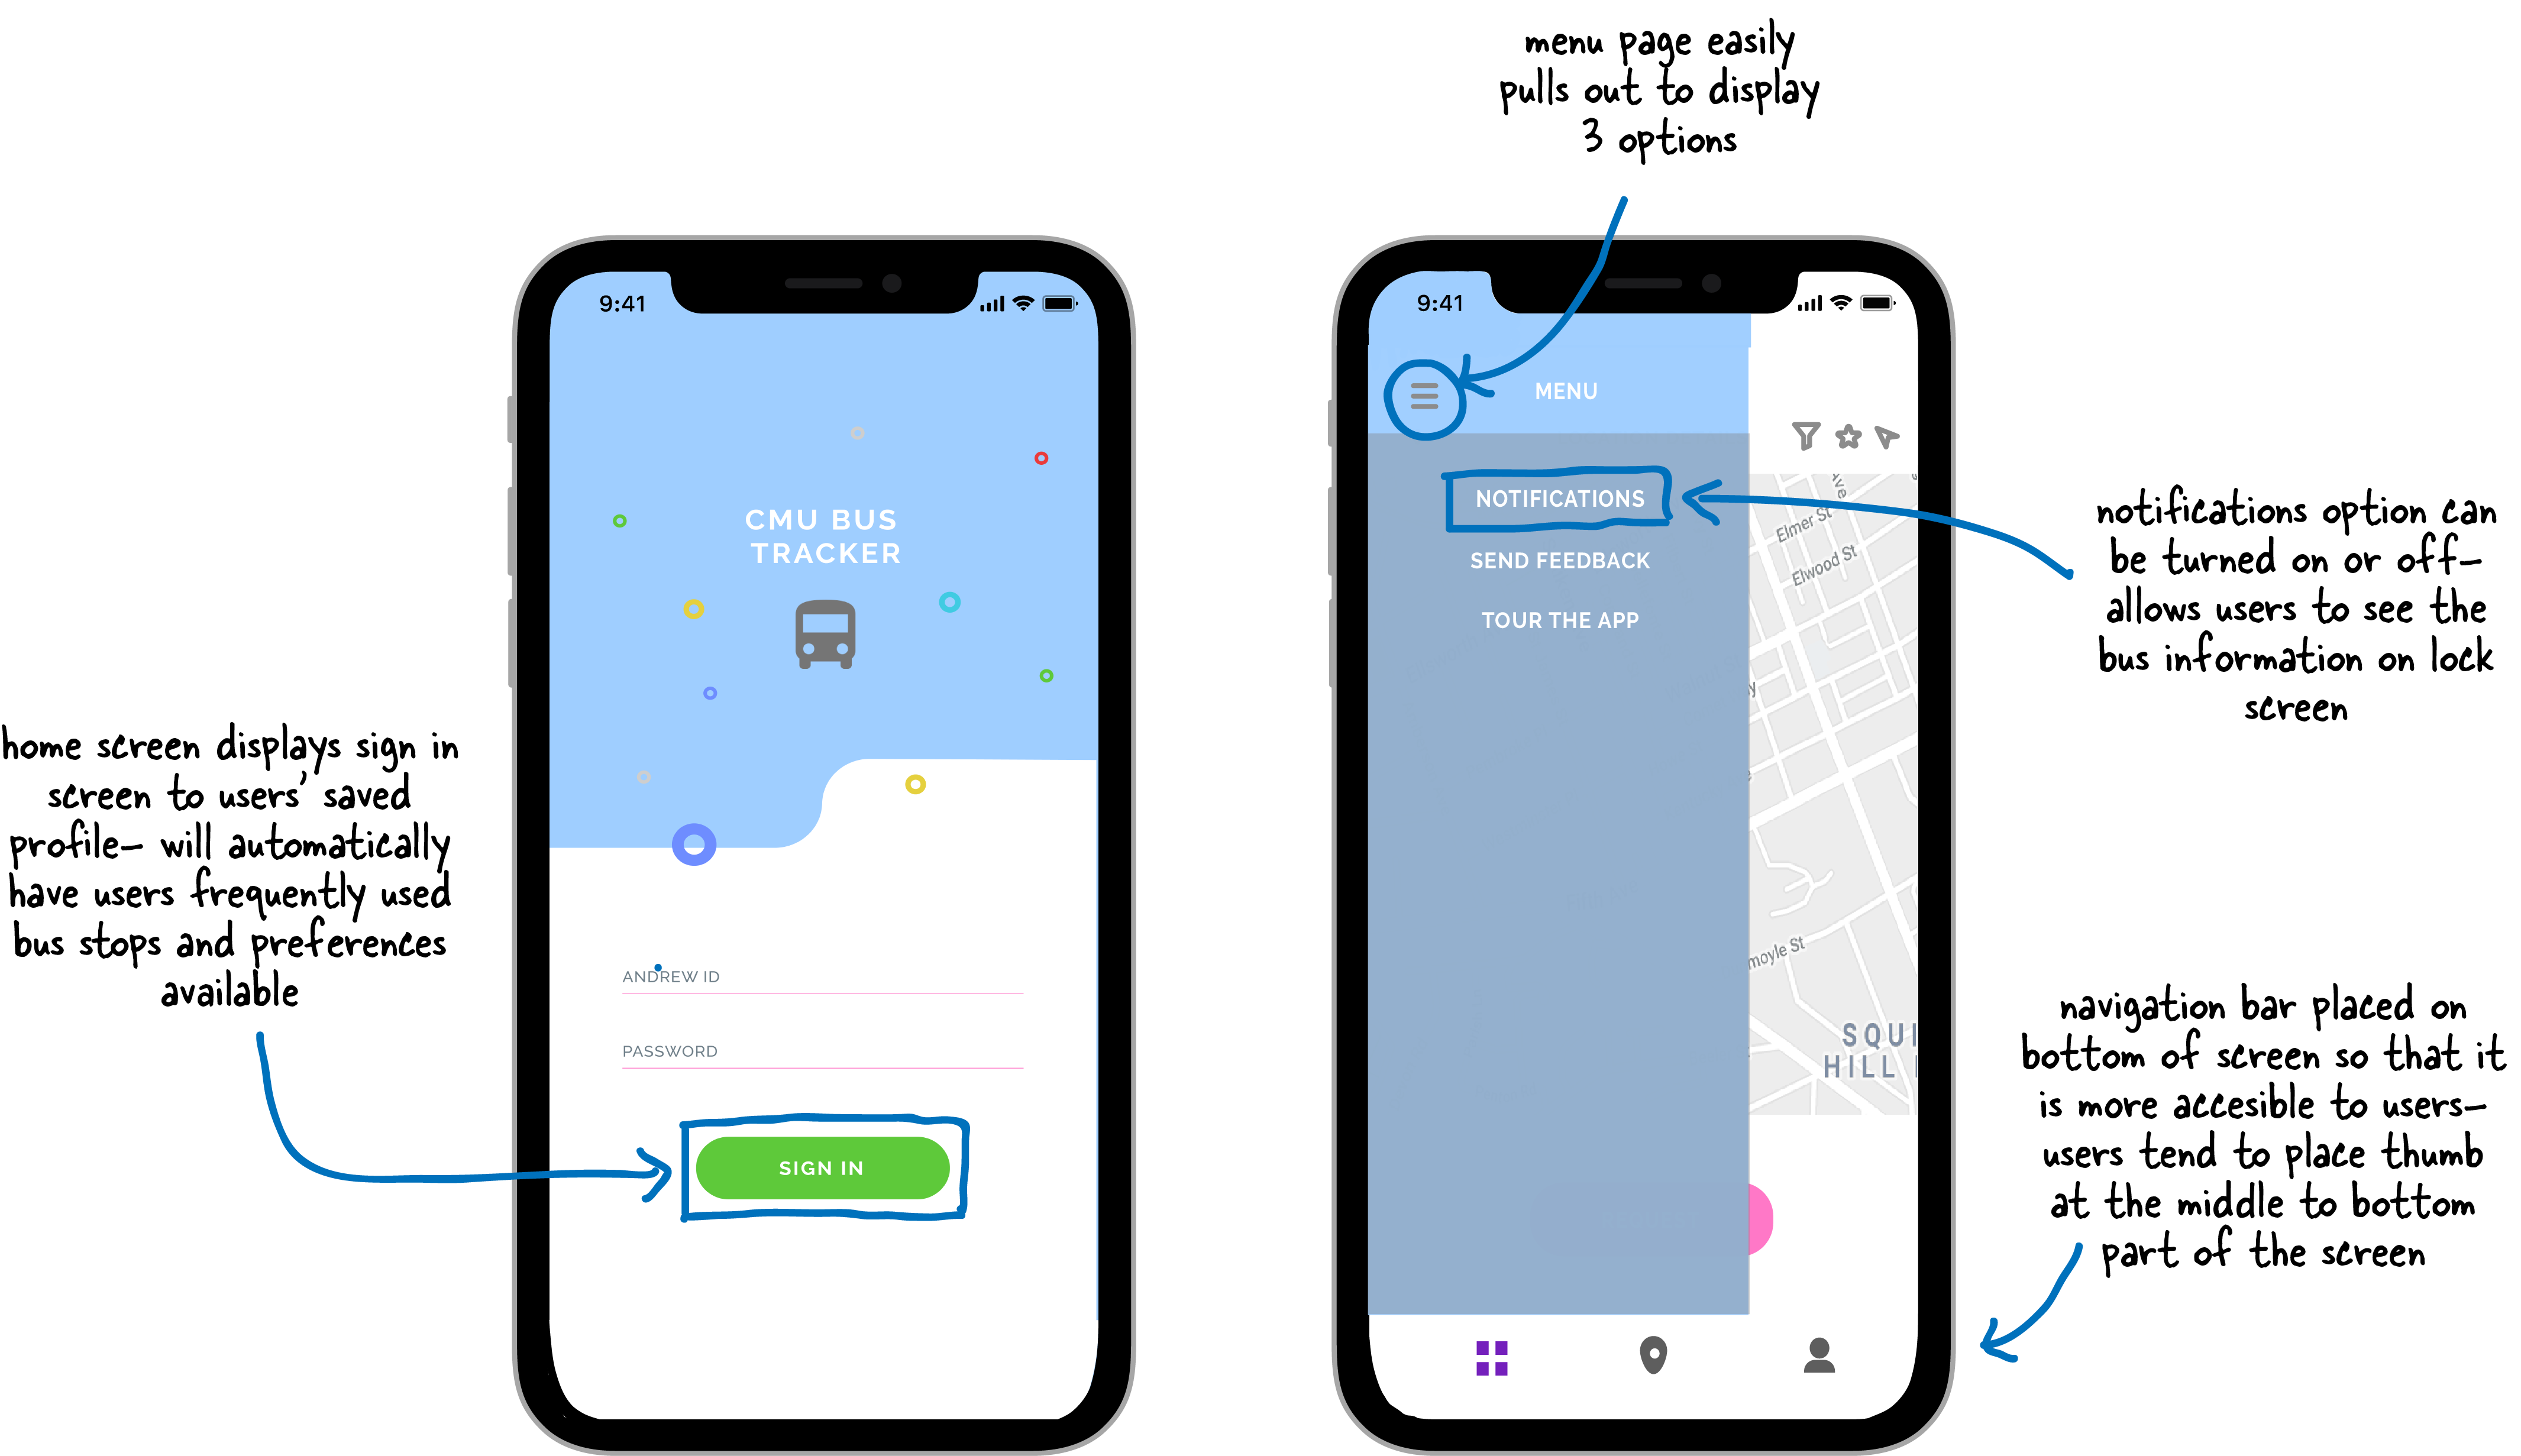 menu page easily
pulls out to display
3 options
9:41
CMU BUS
TRACKER
ANDREW ID
PASSWORD
SIGN IN
home screen displays sign in
screen to users' saved
profile– will automatically
have users frequently used
bus stops and preferences
available
9:41
MENU
NOTIFICATIONS
SEND FEEDBACK
TOUR THE APP
Ave
Elmer St
Elwood St
moyle St
SQUI
HILL
notifications option can
be turned on or off–
allows users to see the
bus information on lock
screen
navigation bar placed on
bottom of screen so that it
is more accesible to users–
users tend to place thumb
at the middle to bottom
part of the screen